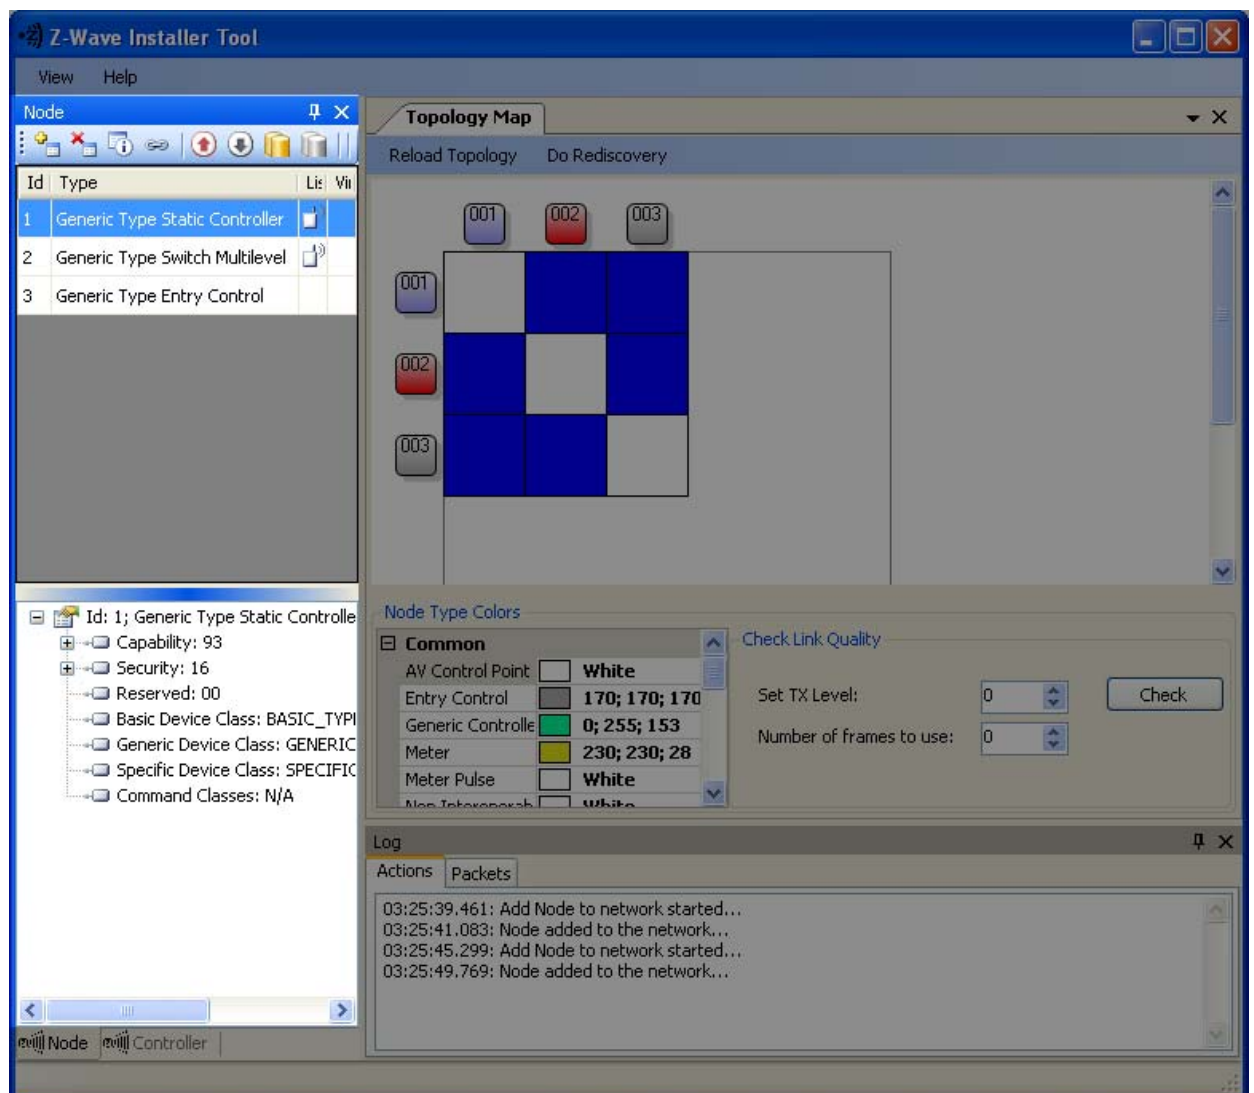 Z-Wave Installer Tool
View Help
Node
Id Type Lis Vii
1 Generic Type Static Controller
2 Generic Type Switch Multilevel
3 Generic Type Entry Control
Id: 1; Generic Type Static Controlle
Capability: 93
Security: 16
Reserved: 00
Basic Device Class: BASIC_TYPI
Generic Device Class: GENERIC
Specific Device Class: SPECIFIC
Command Classes: N/A
Node Controller
Topology Map
Reload Topology Do Rediscovery
001 002 003
001
002
003
Node Type Colors
Common
AV Control Point White
Entry Control 170; 170; 170
Generic Controlle 0; 255; 153
Meter 230; 230; 28
Meter Pulse White
Non Interoperab White
Check Link Quality
Set TX Level: 0 Check
Number of frames to use: 0
Log
Actions Packets
03:25:39.461: Add Node to network started...
03:25:41.083: Node added to the network...
03:25:45.299: Add Node to network started...
03:25:49.769: Node added to the network...